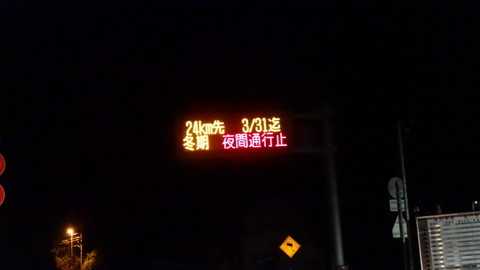 24km先 3/31迄
冬期 夜間通行止